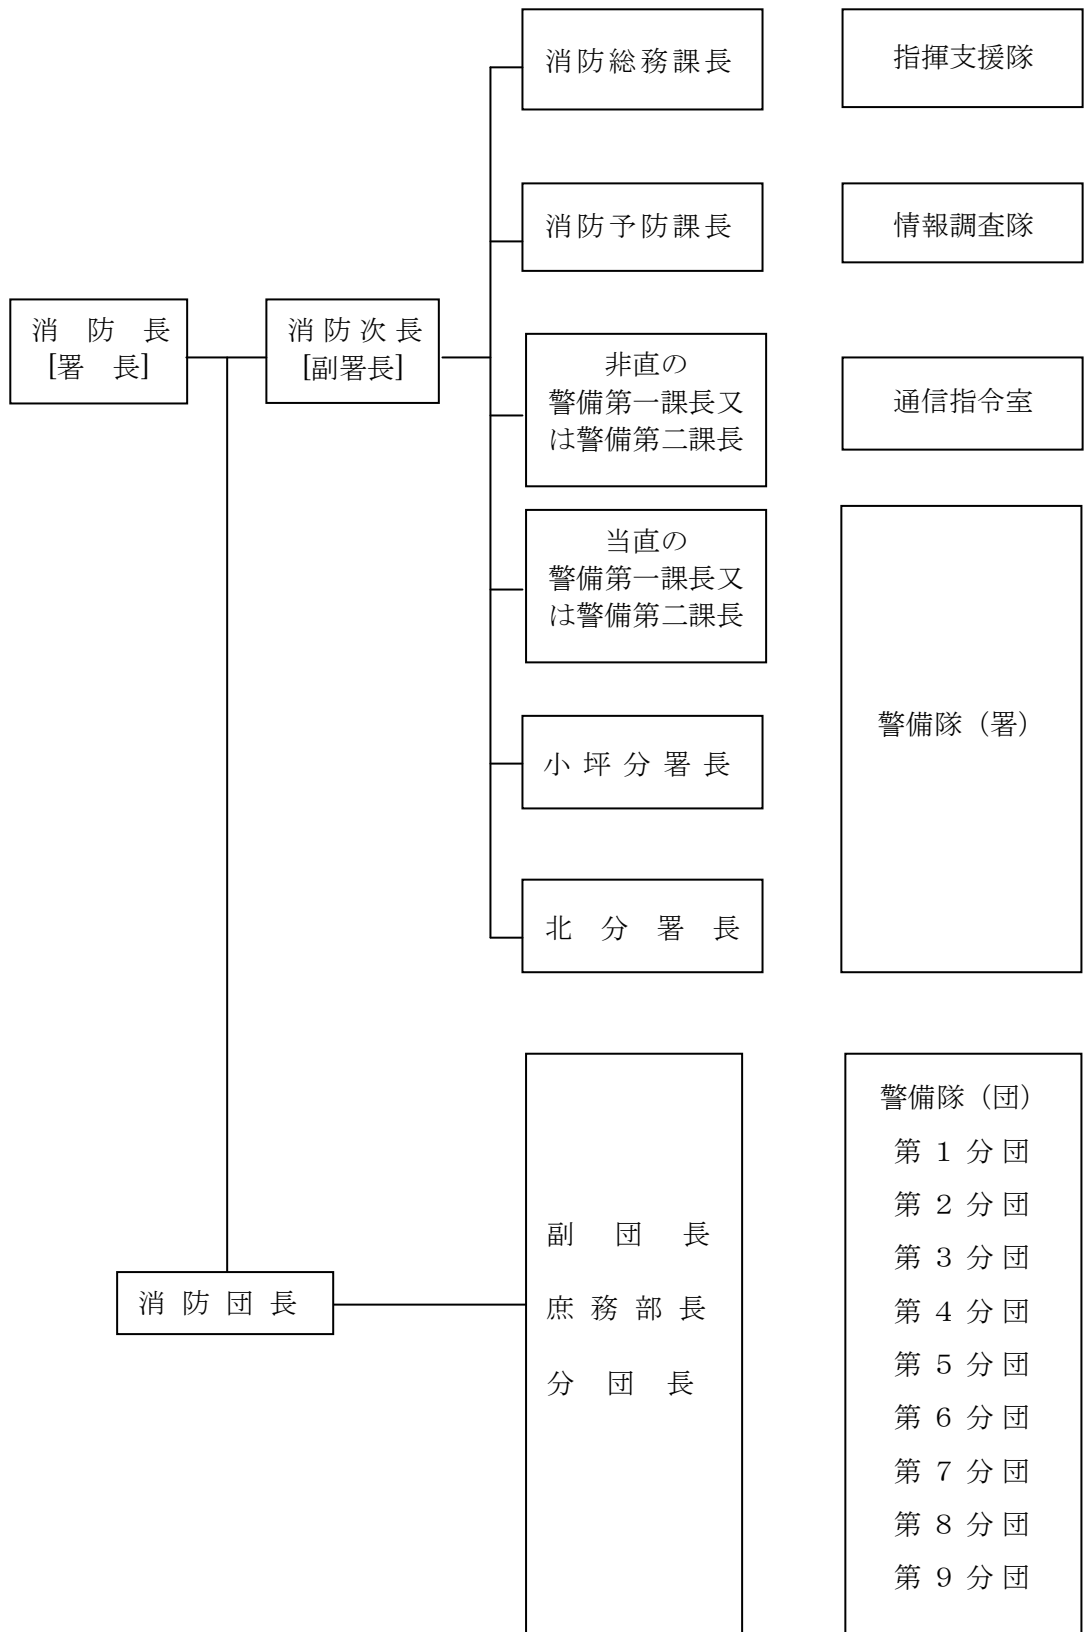 消防総務課長
指揮支援隊
消防予防課長
情報調査隊
消防長
[署長]
消防次長
[副署長]
非直の
警備第一課長又
は警備第二課長
通信指令室
当直の
警備第一課長又
は警備第二課長
警備隊（署）
小坪分署長
北分署長
消防団長
副団長
庶務部長
分団長
警備隊（団）
第１分団
第２分団
第３分団
第４分団
第５分団
第６分団
第７分団
第８分団
第９分団